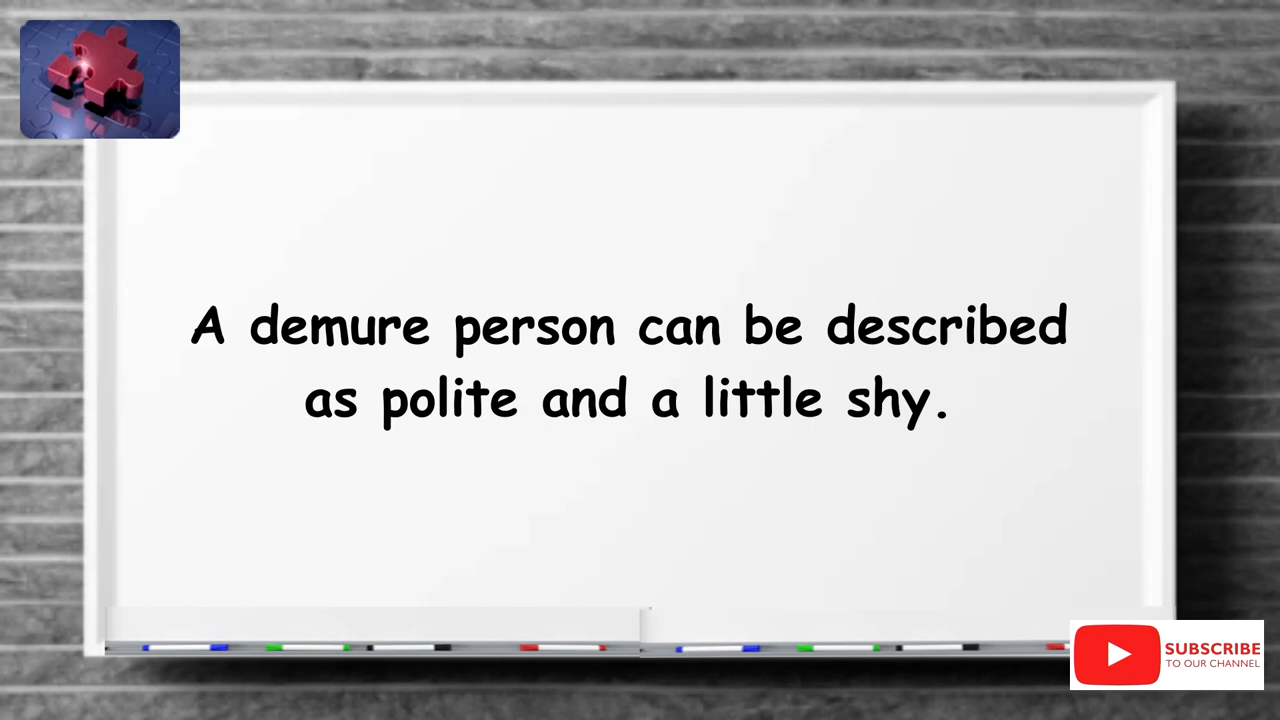 A demure person can be described
as polite and a little shy.
SUBSCRIBE
TO OUR CHANNEL